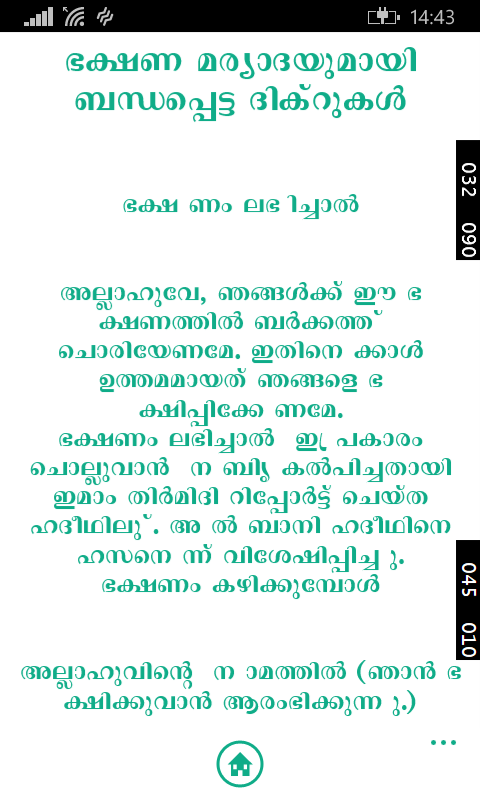 14:43
ഭക്ഷണ മര്യാദയുമായി
ബന്ധപ്പെട്ട ദിക്റുകൾ
032 090
ഭക്ഷ ണം ലഭ ിച്ചാൽ
അല്ലാഹുവേ, ഞങ്ങൾക്ക് ഈ ഭ
ക്ഷണത്തിൽ ബർക്കത്ത്
ചൊരിയേണമേ. ഇതിനെ ക്കാൾ
ഉത്തമമായത് ഞങ്ങളെ ഭ
ക്ഷിപ്പിക്കേ ണമേ.
ഭക്ഷണം ലഭിച്ചാൽ ഇ പ്രകാരം
ചൊല്ലുവാൻ ന ബി കൽപിച്ചതായി
ഇമാം തിർമിദി റിപ്പോർട്ട് ചെയ്ത
ഹദീഥിലു്. അ ൽ ബാനി ഹദീഥിനെ
ഹസനെ ന്ന് വിശേഷിപ്പിച്ച ു.
ഭക്ഷണം കഴിക്കുമ്പോൾ
045 010
അല്ലാഹുവിന്റെ ന ാമത്തിൽ (ഞാൻ ഭ
ക്ഷിക്കുവാൻ ആരംഭിക്കുന്ന ു.)